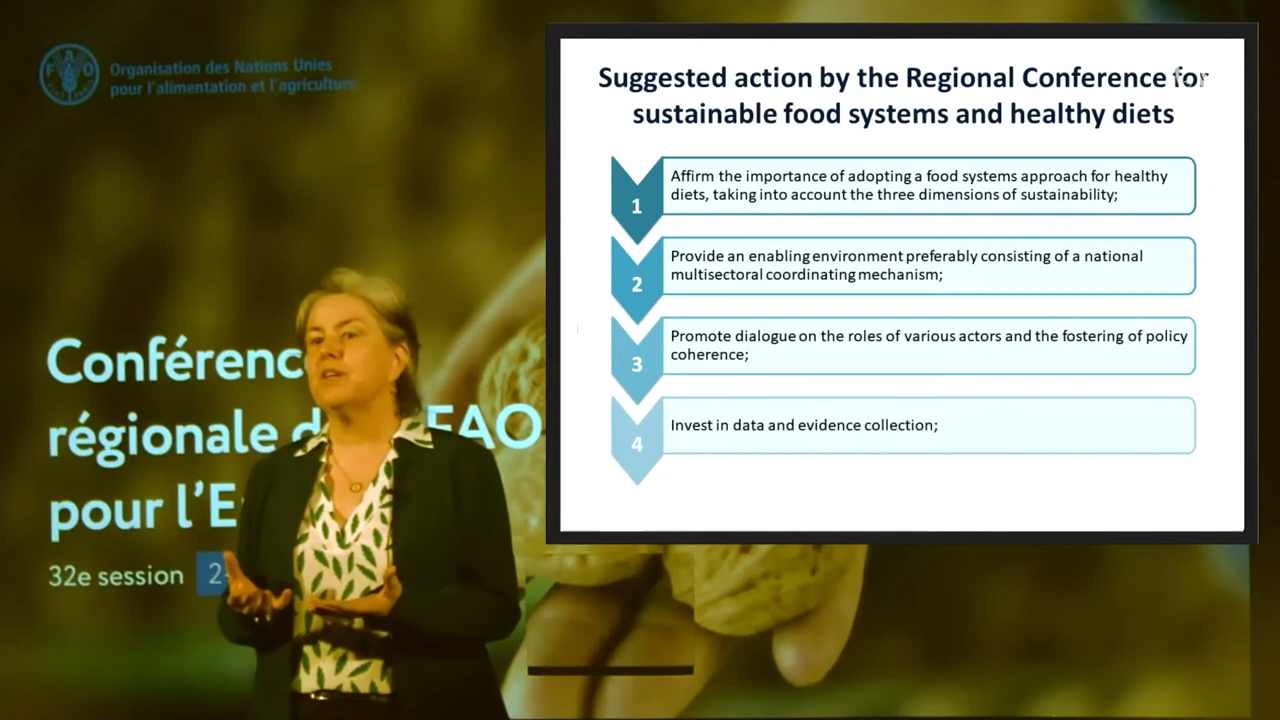 FAO
Organisation des Nations Unies
pour l'alimentation et l'agriculture
Conférenc
régionale d FAO
pour l'E
32e session 2
Suggested action by the Regional Conference for
sustainable food systems and healthy diets
1
Affirm the importance of adopting a food systems approach for healthy
diets, taking into account the three dimensions of sustainability;
2
Provide an enabling environment preferably consisting of a national
multisectoral coordinating mechanism;
3
Promote dialogue on the roles of various actors and the fostering of policy
coherence;
4
Invest in data and evidence collection;